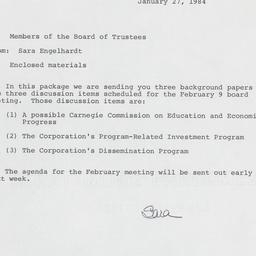 January 27, 1984
Members of the Board of Trustees
Sara Engelhardt
Enclosed materials
In this package we are sending you three background papers
three discussion items scheduled for the February 9 board
Those discussion items are:
(1) A possible Carnegie Commission on Education and
Progress
(2) The Corporation's Program-Related Investment Program
(3) The Corporation's Dissemination Program
The agenda for the February meeting will be sent out early
week.
Sara